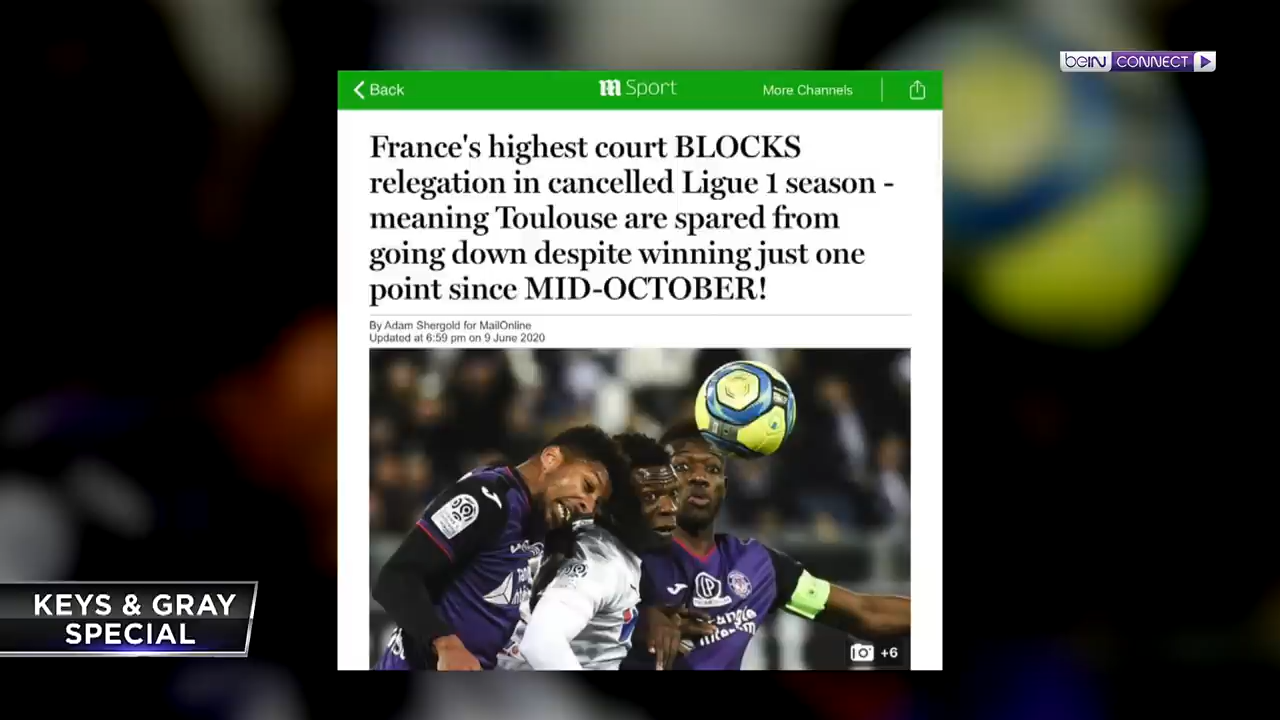 beIN CONNECT
Back
m Sport
More Channels
France's highest court BLOCKS
relegation in cancelled Ligue 1 season -
meaning Toulouse are spared from
going down despite winning just one
point since MID-OCTOBER!
By Adam Shergold for MailOnline
Updated at 6:59 pm on 9 June 2020
+6
KEYS & GRAY
SPECIAL